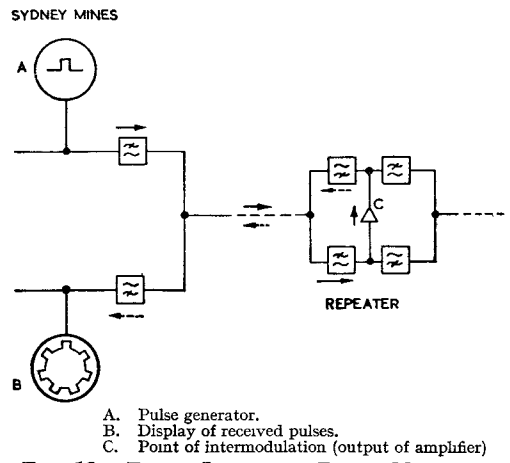 SYDNEY MINES
A
C
REPEATER
B
A. Pulse generator.
B. Display of received pulses.
C. Point of intermodulation (output of amplifier)